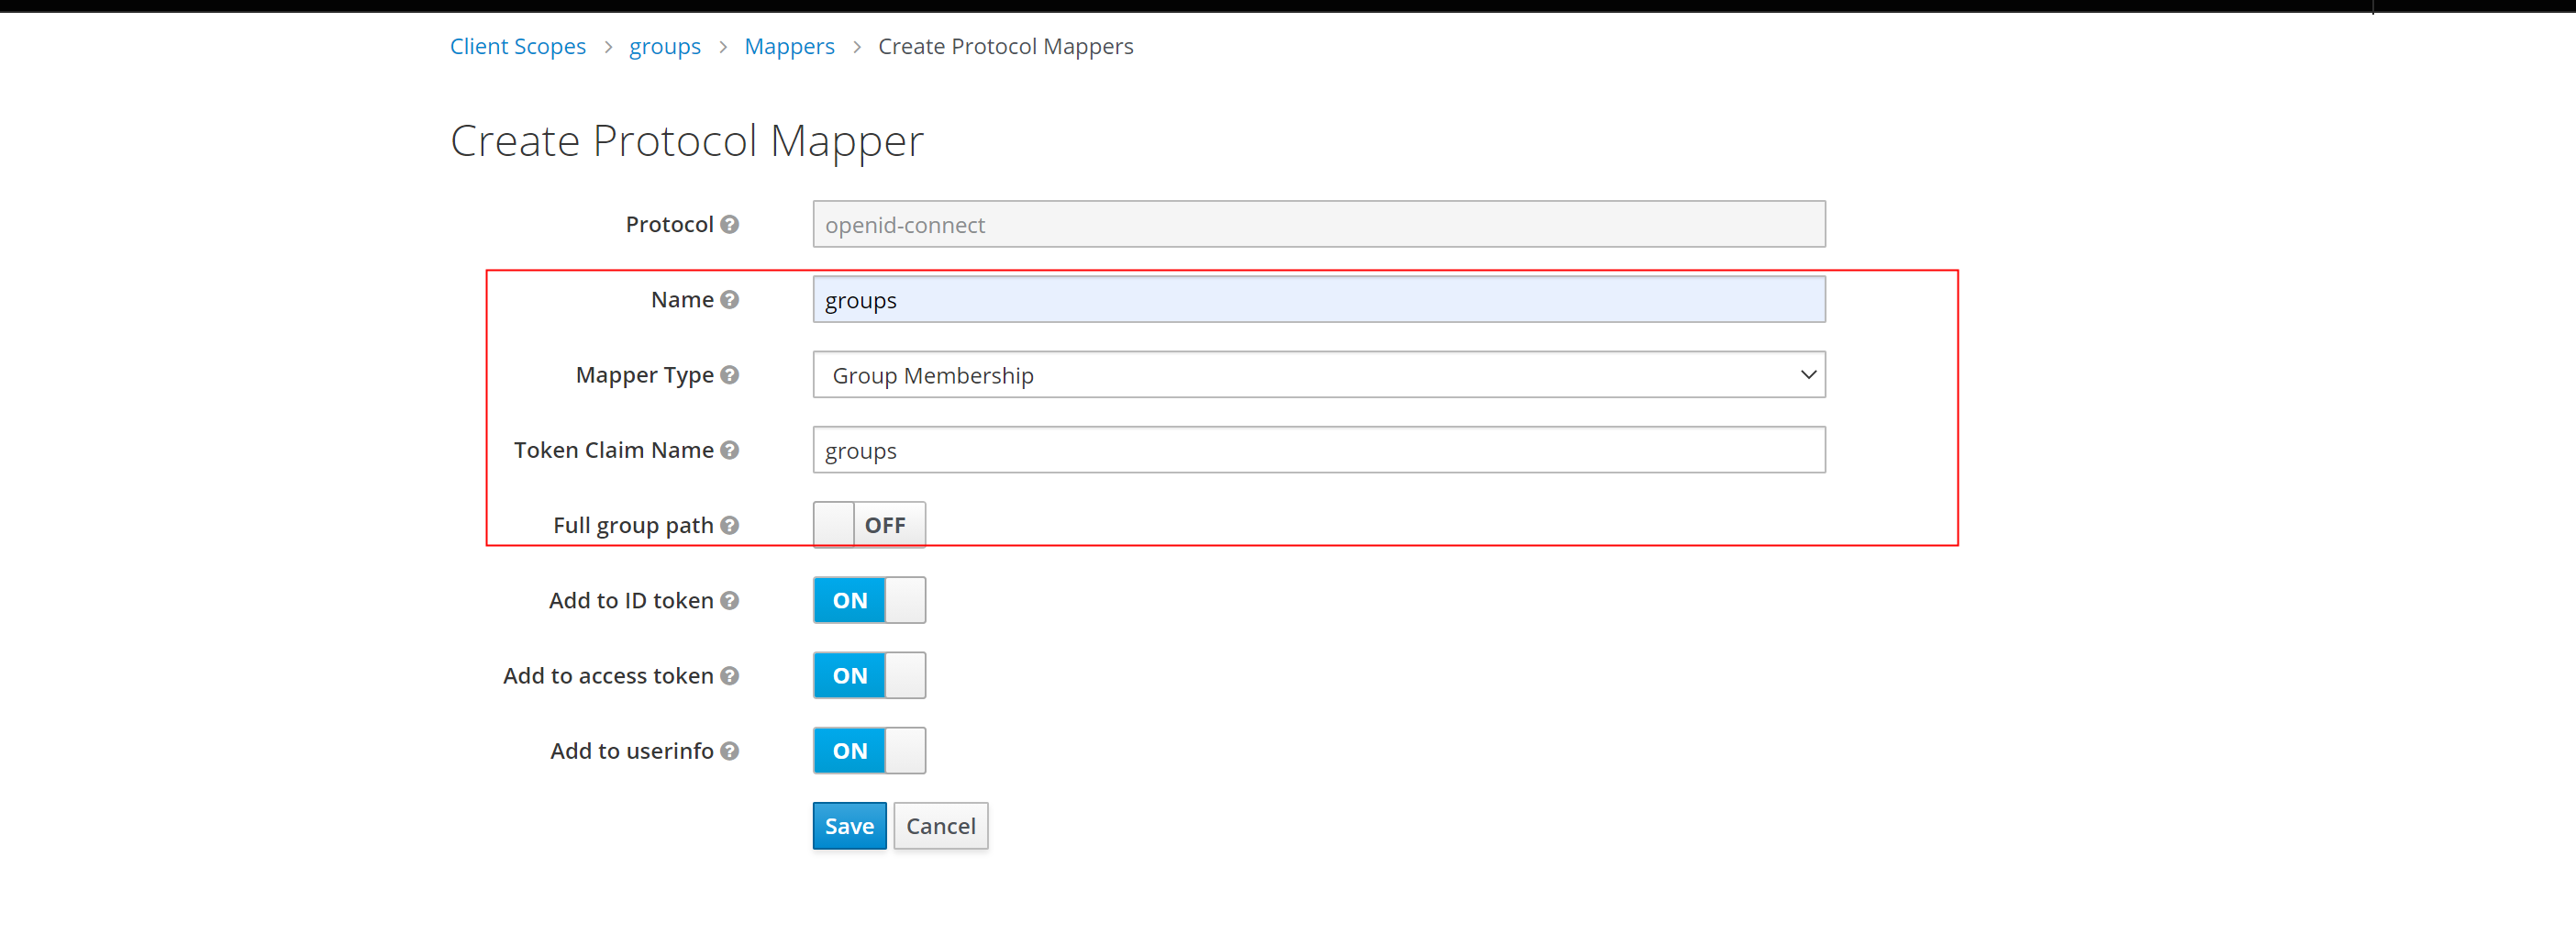 Client Scopes > groups > Mappers > Create Protocol Mappers
Create Protocol Mapper
Protocol openid-connect
Name groups
Mapper Type Group Membership
Token Claim Name groups
Full group path OFF
Add to ID token ON
Add to access token ON
Add to userinfo ON
Save Cancel